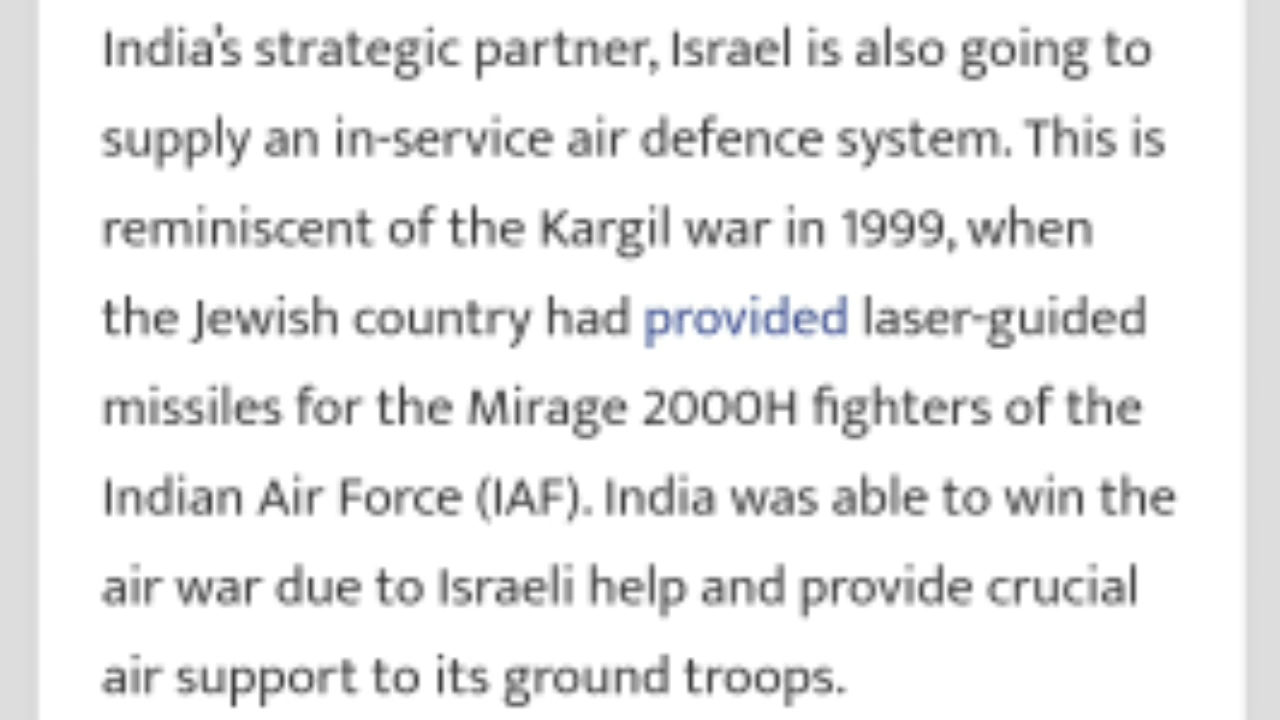 India's strategic partner, Israel is also going to
supply an in-service air defence system. This is
reminiscent of the Kargil war in 1999, when
the Jewish country had provided laser-guided
missiles for the Mirage 2000H fighters of the
Indian Air Force (IAF). India was able to win the
air war due to Israeli help and provide crucial
air support to its ground troops.